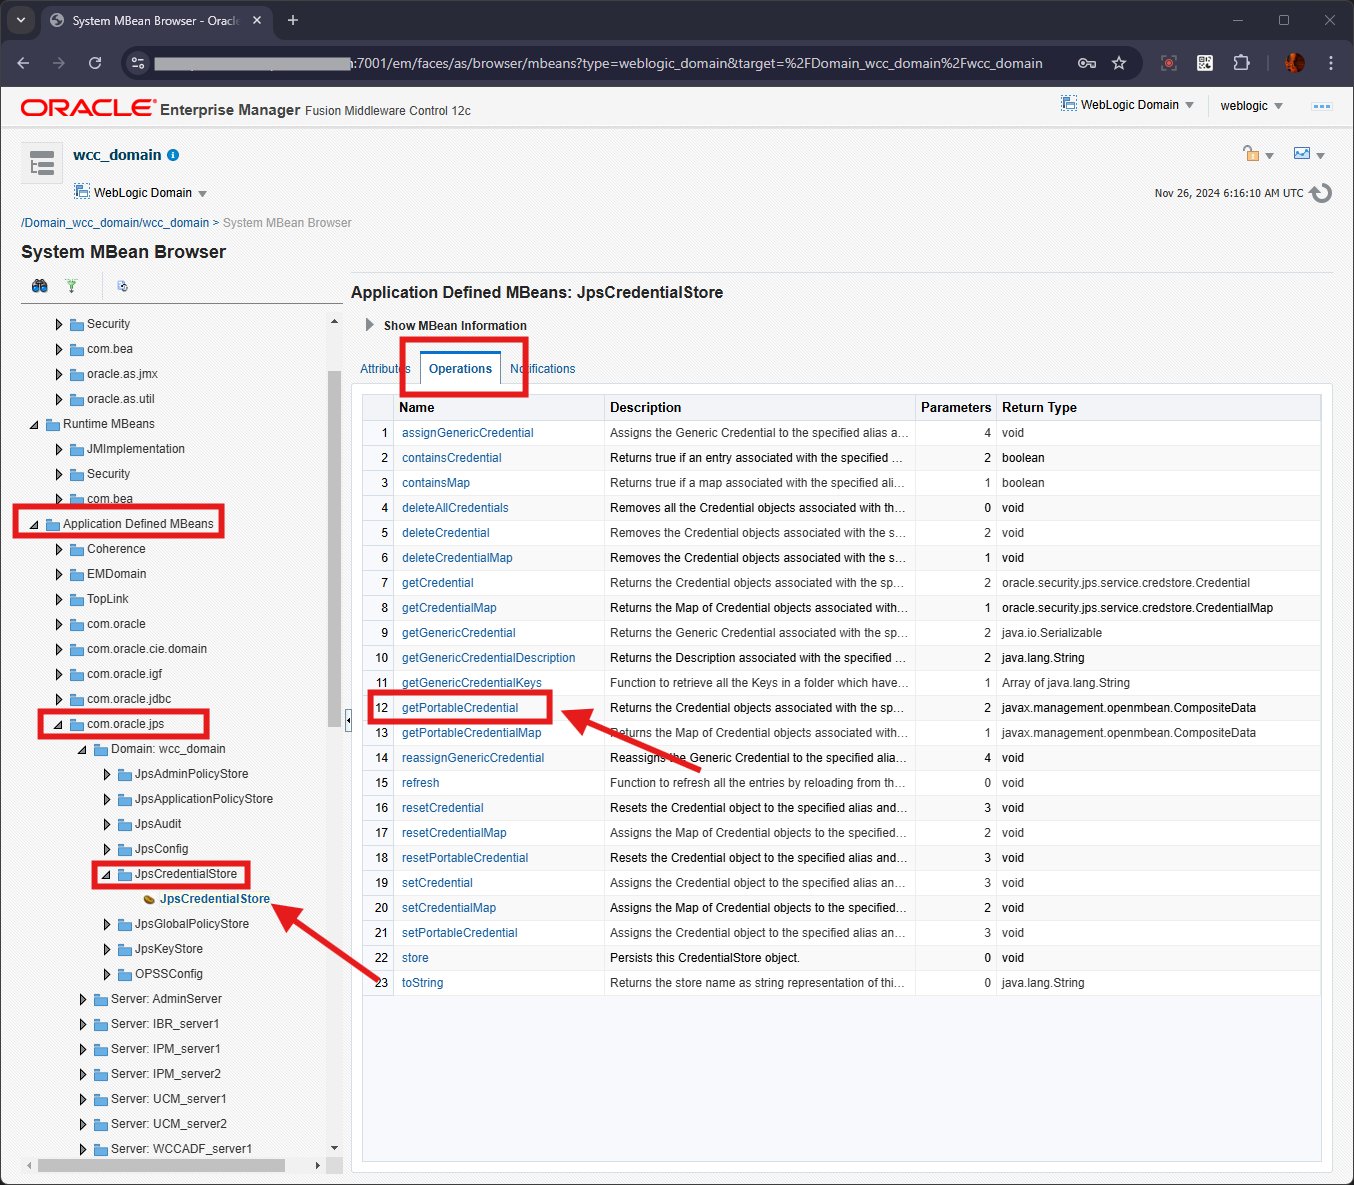 System MBean Browser - Oracle
:7001/em/faces/as/browser/mbeans?type=weblogic_domain&target=%2FDomain_wcc_domain%2Fwcc_domain
ORACLE Enterprise Manager Fusion Middleware Control 12c
WebLogic Domain
weblogic
wcc_domain
WebLogic Domain
Nov 26, 2024 6:16:10 AM UTC
/Domain_wcc_domain/wcc_domain > System MBean Browser
System MBean Browser
Security
com.bea
oracle.as.jmx
oracle.as.util
Runtime MBeans
JMImplementation
Security
com.bea
Application Defined MBeans
Coherence
EMDomain
TopLink
com.oracle
com.oracle.cie.domain
com.oracle.igf
com.oracle.jdbc
com.oracle.jps
Domain: wcc_domain
JpsAdminPolicyStore
JpsApplicationPolicyStore
JpsAudit
JpsConfig
JpsCredentialStore
JpsCredentialStore
JpsGlobalPolicyStore
JpsKeyStore
OPSSConfig
Server: AdminServer
Server: IBR_server1
Server: IPM_server1
Server: IPM_server2
Server: UCM_server1
Server: UCM_server2
Server: WCCADF_server1
Application Defined MBeans: JpsCredentialStore
Show MBean Information
Attributes Operations Notifications
Name Description Parameters Return Type
1 assignGenericCredential Assigns the Generic Credential to the specified alias a... 4 void
2 containsCredential Returns true if an entry associated with the specified ... 2 boolean
3 containsMap Returns true if a map associated with the specified ali... 1 boolean
4 deleteAllCredentials Removes all the Credential objects associated with th... 0 void
5 deleteCredential Removes the Credential objects associated with the s... 2 void
6 deleteCredentialMap Removes the Credential objects associated with the s... 1 void
7 getCredential Returns the Credential objects associated with the sp... 2 oracle.security.jps.service.credstore.Credential
8 getCredentialMap Returns the Map of Credential objects associated with... 1 oracle.security.jps.service.credstore.CredentialMap
9 getGenericCredential Returns the Generic Credential associated with the sp... 2 java.io.Serializable
10 getGenericCredentialDescription Returns the Description associated with the specified ... 2 java.lang.String
11 getGenericCredentialKeys Function to retrieve all the Keys in a folder which have... 1 Array of java.lang.String
12 getPortableCredential Returns the Credential objects associated with the sp... 2 javax.management.openmbean.CompositeData
13 getPortableCredentialMap Returns the Map of Credential objects associated with... 1 javax.management.openmbean.CompositeData
14 reassignGenericCredential Reassigns the Generic Credential to the specified alia... 4 void
15 refresh Function to refresh all the entries by reloading from th... 0 void
16 resetCredential Resets the Credential object to the specified alias and... 3 void
17 resetCredentialMap Assigns the Map of Credential objects to the specified... 2 void
18 resetPortableCredential Resets the Credential object to the specified alias and... 3 void
19 setCredential Assigns the Credential object to the specified alias an... 3 void
20 setCredentialMap Assigns the Map of Credential objects to the specified... 2 void
21 setPortableCredential Assigns the Credential object to the specified alias an... 3 void
22 store Persists this CredentialStore object. 0 void
23 toString Returns the store name as string representation of thi... 0 java.lang.String